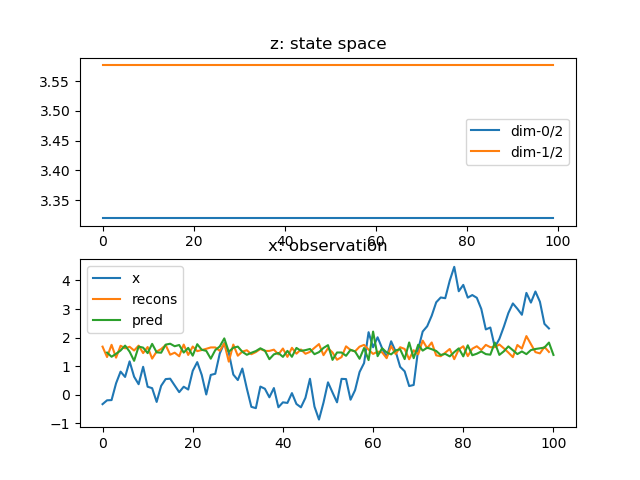 z: state space
3.55
3.50
3.45
3.40
3.35
dim-0/2
dim-1/2
0 20 40 60 80 100
x: observation
4
3
2
1
0
−1
x
recons
pred
0 20 40 60 80 100